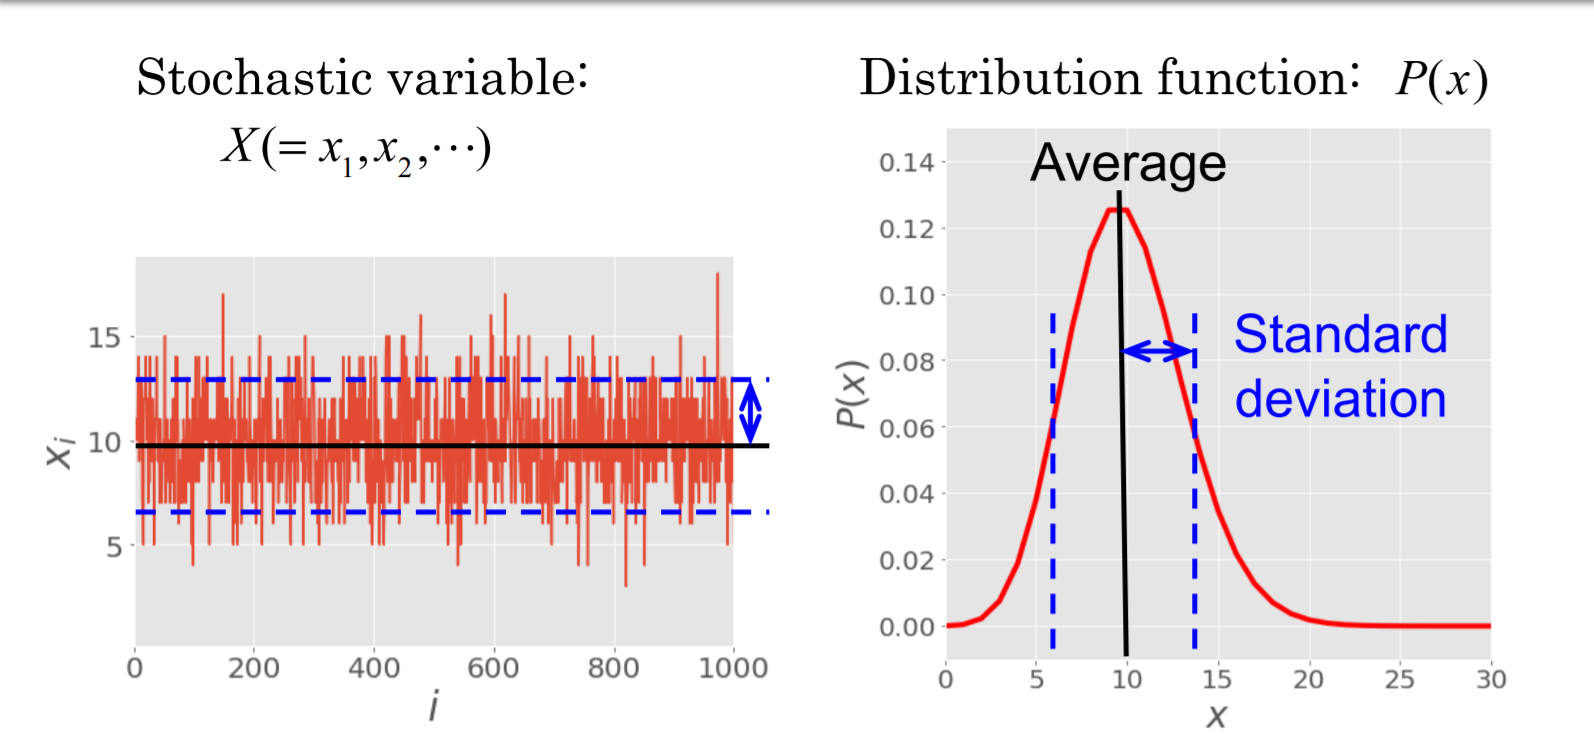 Stochastic variable:
X(= x₁, x₂, ⋯)
Distribution function: P(x)
15
10
5
xᵢ
0 200 400 600 800 1000
i
0.14
0.12
0.10
0.08
0.06
0.04
0.02
0.00
P(x)
Average
Standard
deviation
0 5 10 15 20 25 30
x